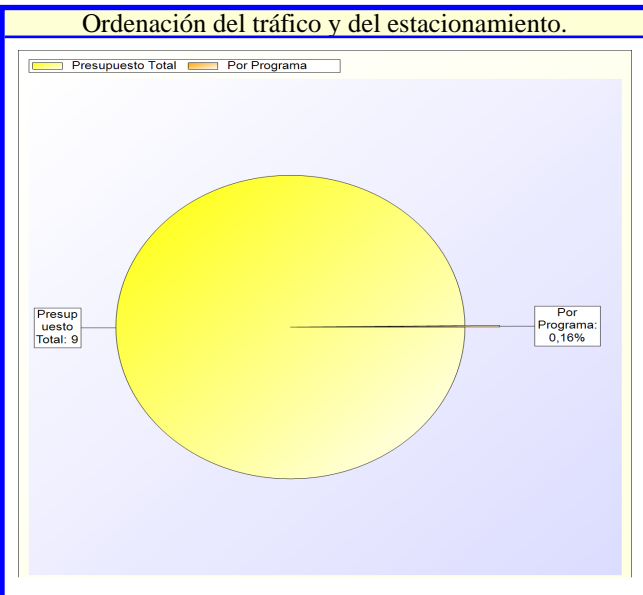 Ordenación del tráfico y del estacionamiento.
Presupuesto Total Por Programa
Presup
uesto
Total: 9
Por
Programa:
0,16%